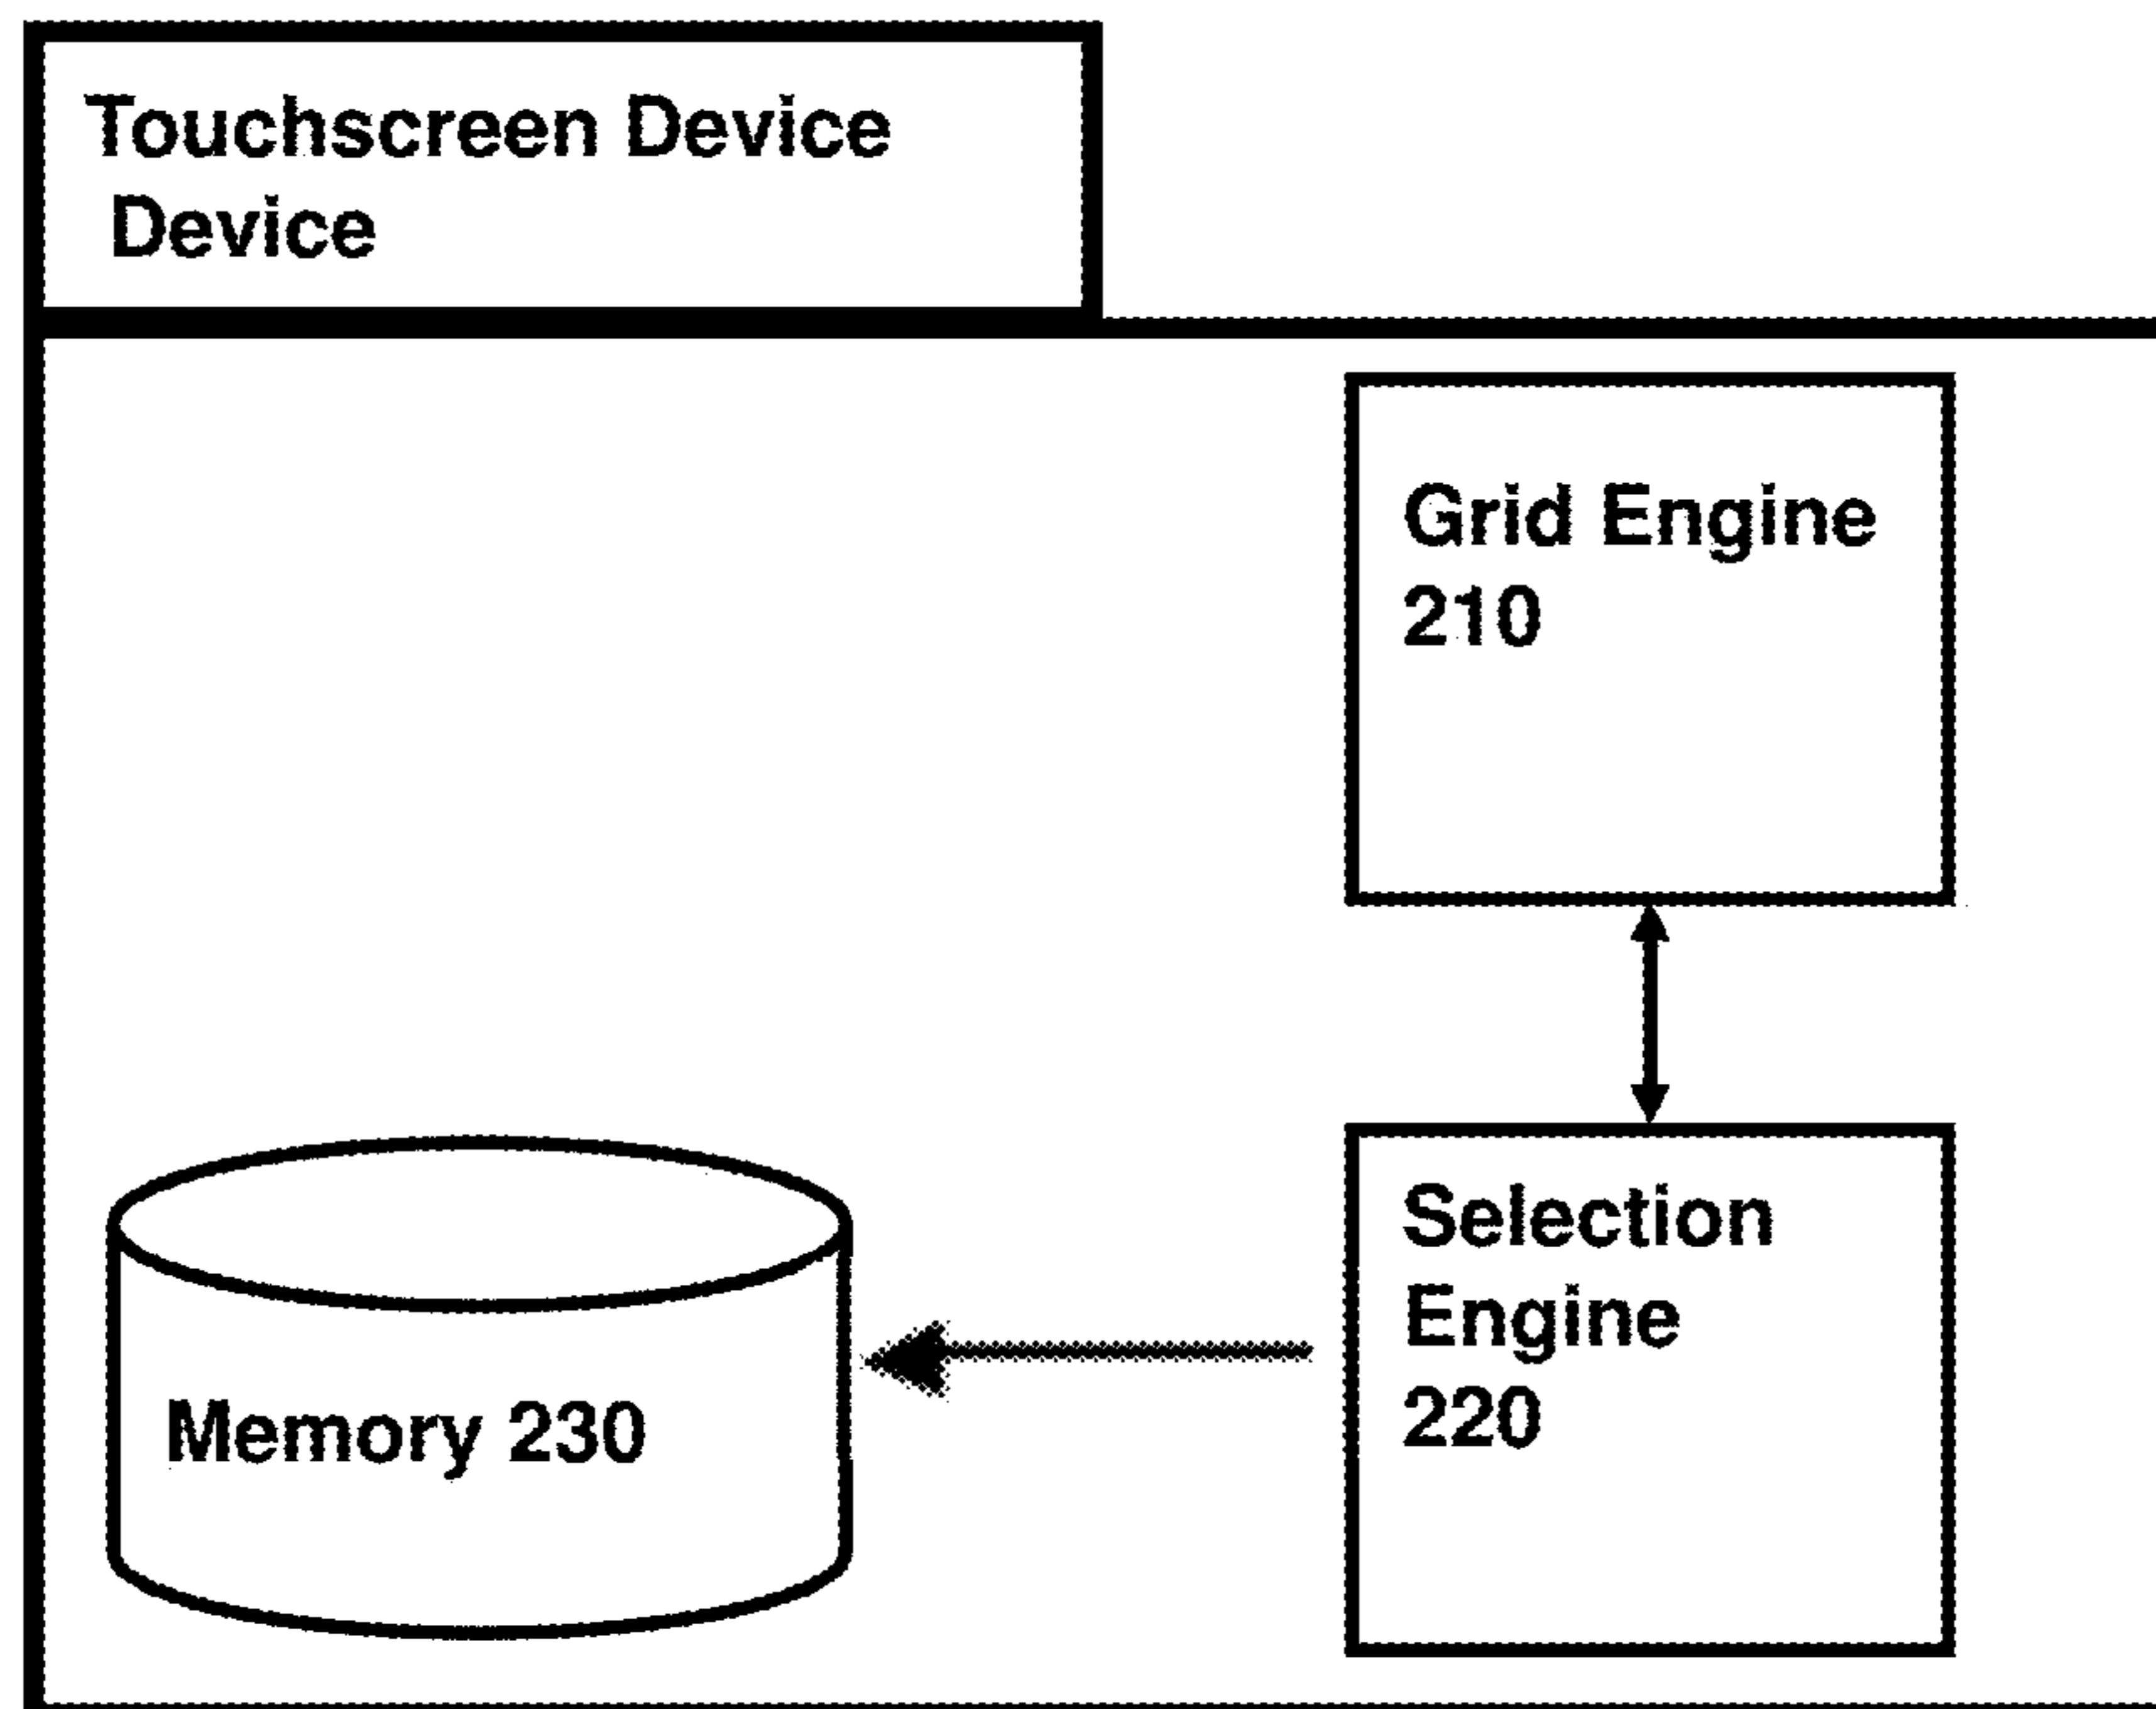 Touchscreen Device
Device
Grid Engine
210
Selection
Engine
220
Memory 230